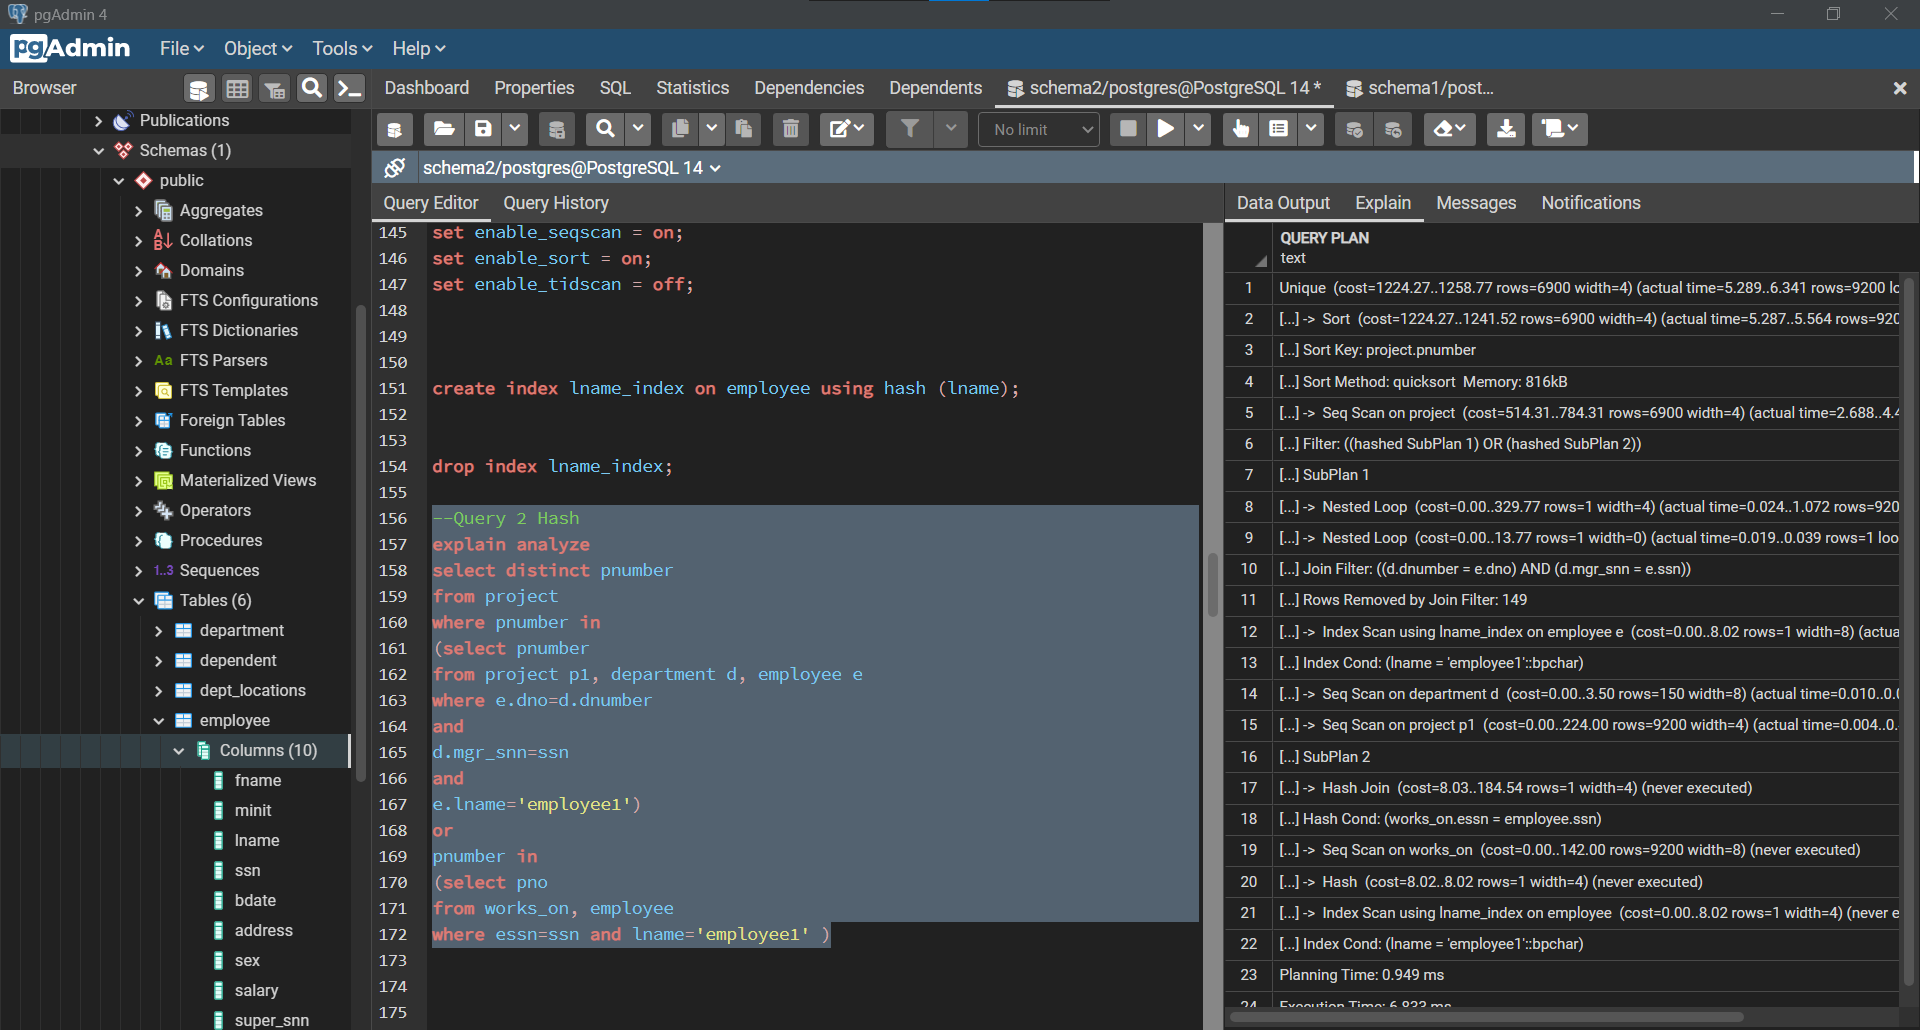 pgAdmin 4
pgAdmin File Object Tools Help
Browser
Dashboard Properties SQL Statistics Dependencies Dependents schema2/postgres@PostgreSQL 14 * schema1/post...
No limit
schema2/postgres@PostgreSQL 14
Publications
Schemas (1)
public
Aggregates
Collations
Domains
FTS Configurations
FTS Dictionaries
Aa FTS Parsers
FTS Templates
Foreign Tables
Functions
Materialized Views
Operators
Procedures
1..3 Sequences
Tables (6)
department
dependent
dept_locations
employee
Columns (10)
fname
minit
lname
ssn
bdate
address
sex
salary
super_snn
Query Editor Query History
145 set enable_seqscan = on;
146 set enable_sort = on;
147 set enable_tidscan = off;
148
149
150
151 create index lname_index on employee using hash (lname);
152
153
154 drop index lname_index;
155
156 --Query 2 Hash
157 explain analyze
158 select distinct pnumber
159 from project
160 where pnumber in
161 (select pnumber
162 from project p1, department d, employee e
163 where e.dno=d.dnumber
164 and
165 d.mgr_snn=ssn
166 and
167 e.lname='employee1')
168 or
169 pnumber in
170 (select pno
171 from works_on, employee
172 where essn=ssn and lname='employee1' )
173
174
175
Data Output Explain Messages Notifications
QUERY PLAN
text
1 Unique (cost=1224.27..1258.77 rows=6900 width=4) (actual time=5.289..6.341 rows=9200 lo
2 [...] -> Sort (cost=1224.27..1241.52 rows=6900 width=4) (actual time=5.287..5.564 rows=920
3 [...] Sort Key: project.pnumber
4 [...] Sort Method: quicksort Memory: 816kB
5 [...] -> Seq Scan on project (cost=514.31..784.31 rows=6900 width=4) (actual time=2.688..4.4
6 [...] Filter: ((hashed SubPlan 1) OR (hashed SubPlan 2))
7 [...] SubPlan 1
8 [...] -> Nested Loop (cost=0.00..329.77 rows=1 width=4) (actual time=0.024..1.072 rows=920
9 [...] -> Nested Loop (cost=0.00..13.77 rows=1 width=0) (actual time=0.019..0.039 rows=1 loo
10 [...] Join Filter: ((d.dnumber = e.dno) AND (d.mgr_snn = e.ssn))
11 [...] Rows Removed by Join Filter: 149
12 [...] -> Index Scan using lname_index on employee e (cost=0.00..8.02 rows=1 width=8) (actua
13 [...] Index Cond: (lname = 'employee1'::bpchar)
14 [...] -> Seq Scan on department d (cost=0.00..3.50 rows=150 width=8) (actual time=0.010..0.0
15 [...] -> Seq Scan on project p1 (cost=0.00..224.00 rows=9200 width=4) (actual time=0.004..0.
16 [...] SubPlan 2
17 [...] -> Hash Join (cost=8.03..184.54 rows=1 width=4) (never executed)
18 [...] Hash Cond: (works_on.essn = employee.ssn)
19 [...] -> Seq Scan on works_on (cost=0.00..142.00 rows=9200 width=8) (never executed)
20 [...] -> Hash (cost=8.02..8.02 rows=1 width=4) (never executed)
21 [...] -> Index Scan using lname_index on employee (cost=0.00..8.02 rows=1 width=4) (never e
22 [...] Index Cond: (lname = 'employee1'::bpchar)
23 Planning Time: 0.949 ms
24 Execution Time: 6.833 ms